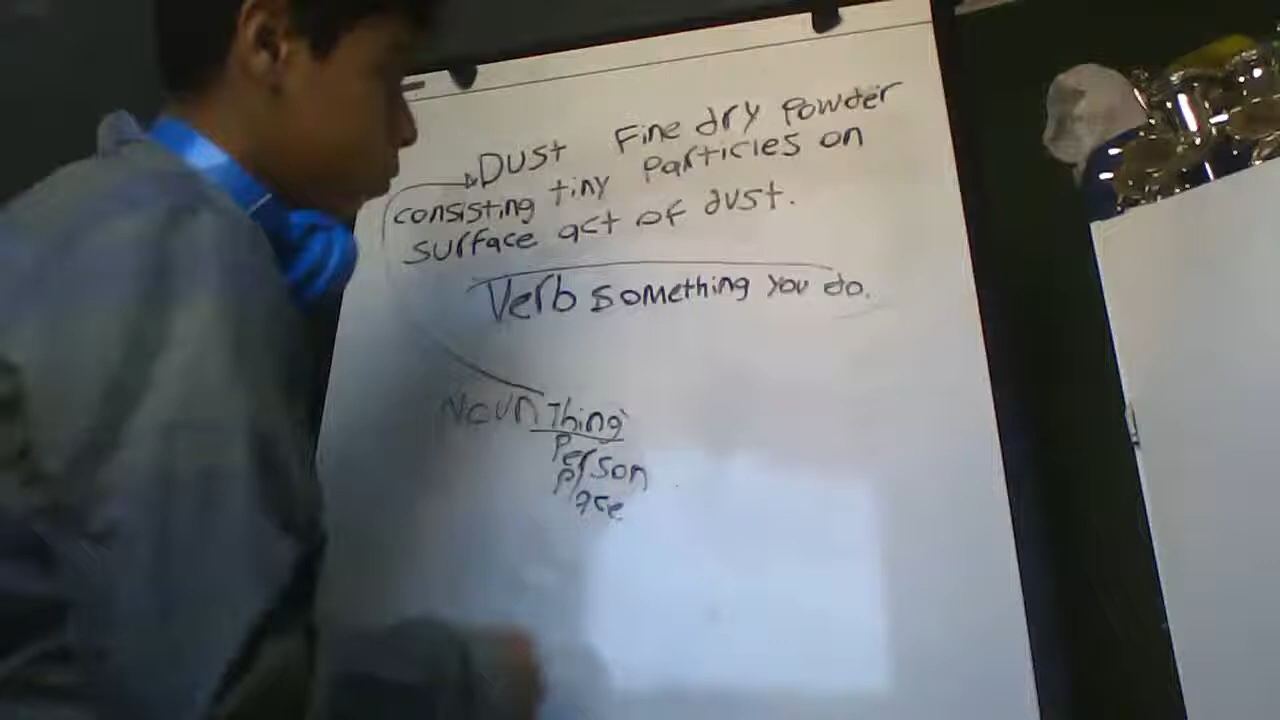 Dust Fine dry Powder
consisting tiny Particies on
surface act of dust.
Verb something you do.
Noun Thing
Person
Place